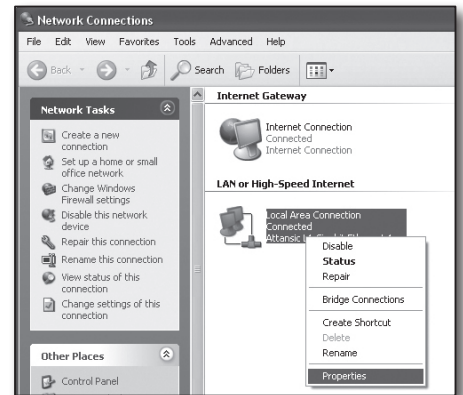 Network Connections
File Edit View Favorites Tools Advanced Help
Back Search Folders
Network Tasks
Create a new
connection
Set up a home or small
office network
Change Windows
Firewall settings
Disable this network
device
Repair this connection
Rename this connection
View status of this
connection
Change settings of this
connection
Other Places
Control Panel
Internet Gateway
Internet Connection
Connected
Internet Connection
LAN or High-Speed Internet
Local Area Connection
Connected
Attansic
Disable
Status
Repair
Bridge Connections
Create Shortcut
Delete
Rename
Properties